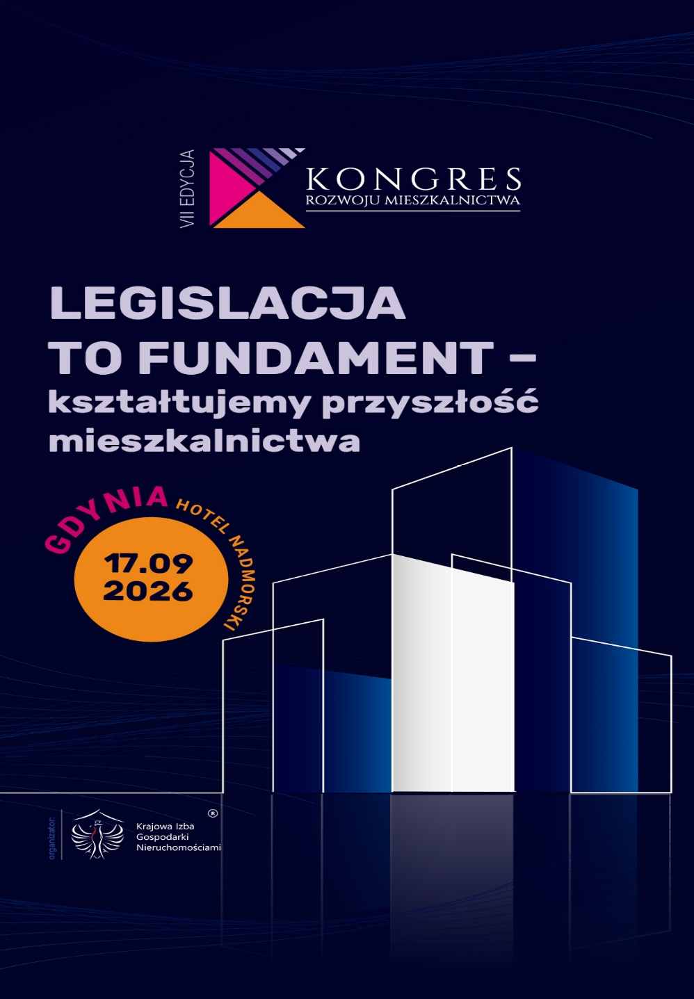 VII EDYCJA
KONGRES
ROZWOJU MIESZKALNICTWA
LEGISLACJA
TO FUNDAMENT –
kształtujemy przyszłość
mieszkalnictwa
GDYNIA HOTEL NADMORSKI
17.09
2026
organizator:
®
Krajowa Izba
Gospodarki
Nieruchomościami